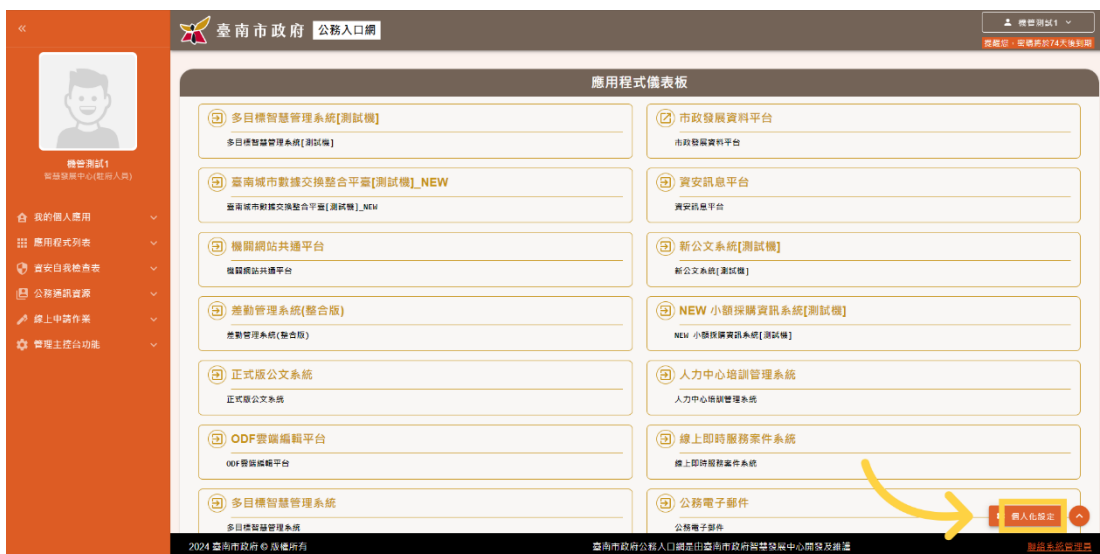 «
臺南市政府 公務入口網
機管測試1
提醒您，密碼將於74天後到期
機管測試1
智慧發展中心(駐府人員)
我的個人應用
應用程式列表
資安自我檢查表
公務通訊資源
線上申請作業
管理主控台功能
應用程式儀表板
多目標智慧管理系統[測試機]
多目標智慧管理系統[測試機]
市政發展資料平台
市政發展資料平台
臺南城市數據交換整合平臺[測試機]_NEW
臺南城市數據交換整合平臺[測試機]_NEW
資安訊息平台
資安訊息平台
機關網站共通平台
機關網站共通平台
新公文系統[測試機]
新公文系統[測試機]
差勤管理系統(整合版)
差勤管理系統(整合版)
NEW 小額採購資訊系統[測試機]
NEW 小額採購資訊系統[測試機]
正式版公文系統
正式版公文系統
人力中心培訓管理系統
人力中心培訓管理系統
ODF雲端編輯平台
ODF雲端編輯平台
線上即時服務案件系統
線上即時服務案件系統
多目標智慧管理系統
多目標智慧管理系統
公務電子郵件
公務電子郵件
個人化設定
2024 臺南市政府 © 版權所有
臺南市政府公務入口網是由臺南市政府智慧發展中心開發及維護
聯絡系統管理員